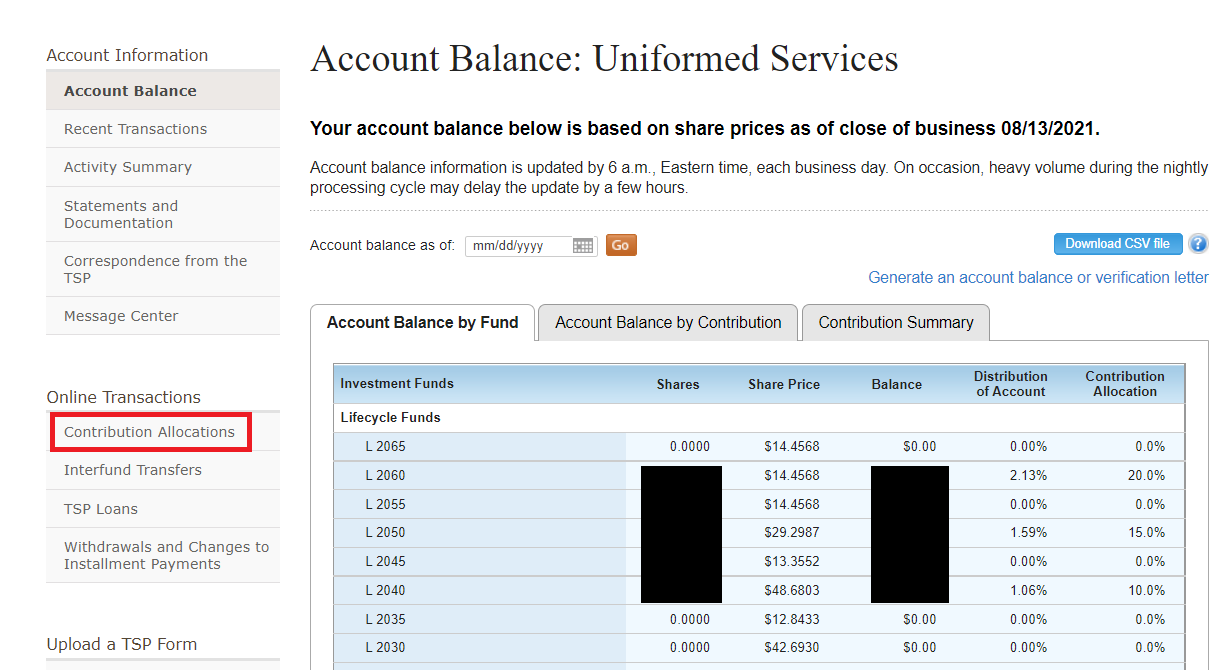 Account Information
Account Balance
Recent Transactions
Activity Summary
Statements and
Documentation
Correspondence from the
TSP
Message Center
Online Transactions
Contribution Allocations
Interfund Transfers
TSP Loans
Withdrawals and Changes to
Installment Payments
Upload a TSP Form
Account Balance: Uniformed Services
Your account balance below is based on share prices as of close of business 08/13/2021.
Account balance information is updated by 6 a.m., Eastern time, each business day. On occasion, heavy volume during the nightly
processing cycle may delay the update by a few hours.
Account balance as of: mm/dd/yyyy Go Download CSV file ?
Generate an account balance or verification letter
Account Balance by Fund Account Balance by Contribution Contribution Summary
Investment Funds Shares Share Price Balance Distribution of Account Contribution Allocation
Lifecycle Funds
L 2065 0.0000 $14.4568 $0.00 0.00% 0.0%
L 2060 $14.4568 2.13% 20.0%
L 2055 $14.4568 0.00% 0.0%
L 2050 $29.2987 1.59% 15.0%
L 2045 $13.3552 0.00% 0.0%
L 2040 $48.6803 1.06% 10.0%
L 2035 0.0000 $12.8433 $0.00 0.00% 0.0%
L 2030 0.0000 $42.6930 $0.00 0.00% 0.0%